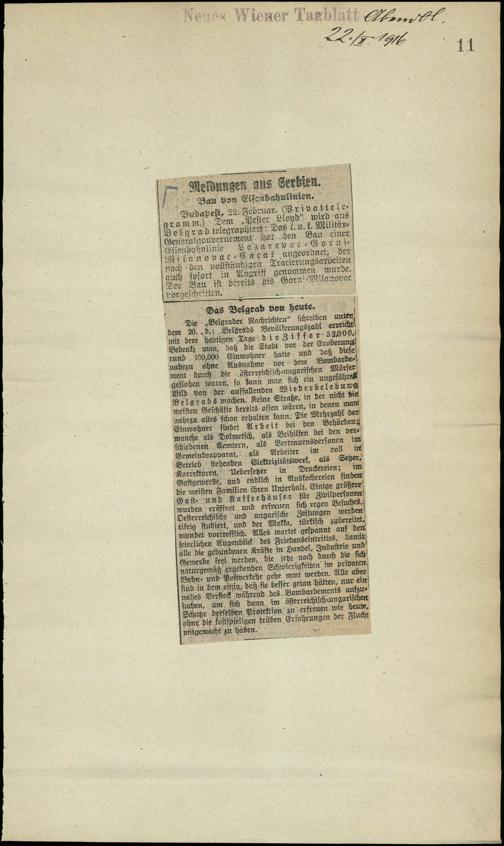 Neues Wiener Tagblatt Abendbl.
22./II. 1916
11
Meldungen aus Serbien.
Bau von Eisenbahnlinien.
Budapest, 22. Februar. (Privattele-
gramm.) Dem „Pester Lloyd" wird aus
Belgrad telegraphiert: Das k. u. k. Militär-
Generalgouvernement hat den Bau einer
Eisenbahnlinie Lazarevac-Gorni-
Milanovac-Cacak angeordnet, der
nach den vollständigen Tracierungsarbeiten
auch sofort in Angriff genommen wurde.
Der Bau ist bereits bis Gorni-Milanovac
vorgeschritten.
Das Belgrad von heute.
Die „Belgrader Nachrichten" schreiben unter
dem 20. d.: Belgrads Bevölkerungszahl erreicht
mit dem heutigen Tage die Ziffer 52,000.
Bedenkt man, daß die Stadt vor der Eroberung
rund 100,000 Einwohner hatte und daß diese
nahezu ohne Ausnahme vor dem Bombarde-
ment durch die österreichisch-ungarischen Mörser
geflohen waren, so kann man sich ein ungefähres
Bild von der auffallenden Wiederbelebung
Belgrads machen. Keine Straße, in der nicht die
meisten Geschäfte bereits offen wären, in denen man
nahezu alles schon erhalten kann. Die Mehrzahl der
Einwohner findet Arbeit bei den Behörden;
manche als Dolmetsch, als Beihilfen bei den ver-
schiedenen Aemtern, als Vertrauenspersonen im
Gemeindeapparat, als Arbeiter im voll in
Betrieb stehenden Elektrizitätswerk, als Setzer,
Korrektoren, Uebersetzer in Druckereien; im
Gastgewerbe, und endlich in Auskochereien finden
die meisten Familien ihren Unterhalt. Einige größere
Gast- und Kaffeehäuser für Zivilpersonen
wurden eröffnet und erfreuen sich regen Besuches.
Oesterreichische und ungarische Zeitungen werden
eifrig studiert, und der Mokka, türkisch zubereitet,
mundet vortrefflich. Alles wartet gespannt auf den
feierlichen Augenblick des Friedenseintrittes, damit
alle die gebundenen Kräfte in Handel, Industrie und
Gewerbe frei werden, die jetzt noch durch die sich
naturgemäß ergebenden Schwierigkeiten im privaten
Bahn- und Postverkehr gehemmt werden. Alle aber
sind in dem einig, daß sie besser getan hätten, nur ein
nahes Versteck während des Bombardements aufzu-
suchen, um sich dann im österreichisch-ungarischen
Schutze derselben Protektion zu erfreuen wie heute,
ohne die kostspieligen trüben Erfahrungen der Flucht
mitgemacht zu haben.